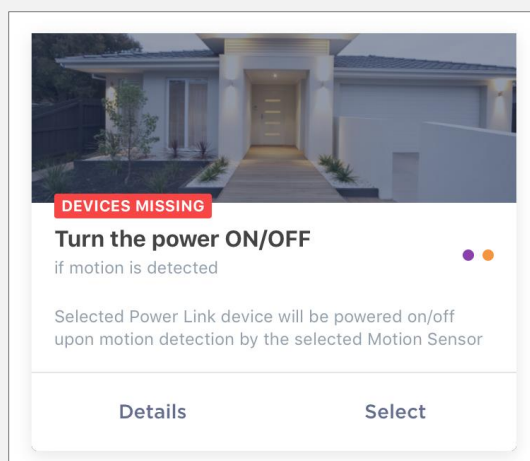 DEVICES MISSING
Turn the power ON/OFF
if motion is detected
Selected Power Link device will be powered on/off
upon motion detection by the selected Motion Sensor
Details
Select